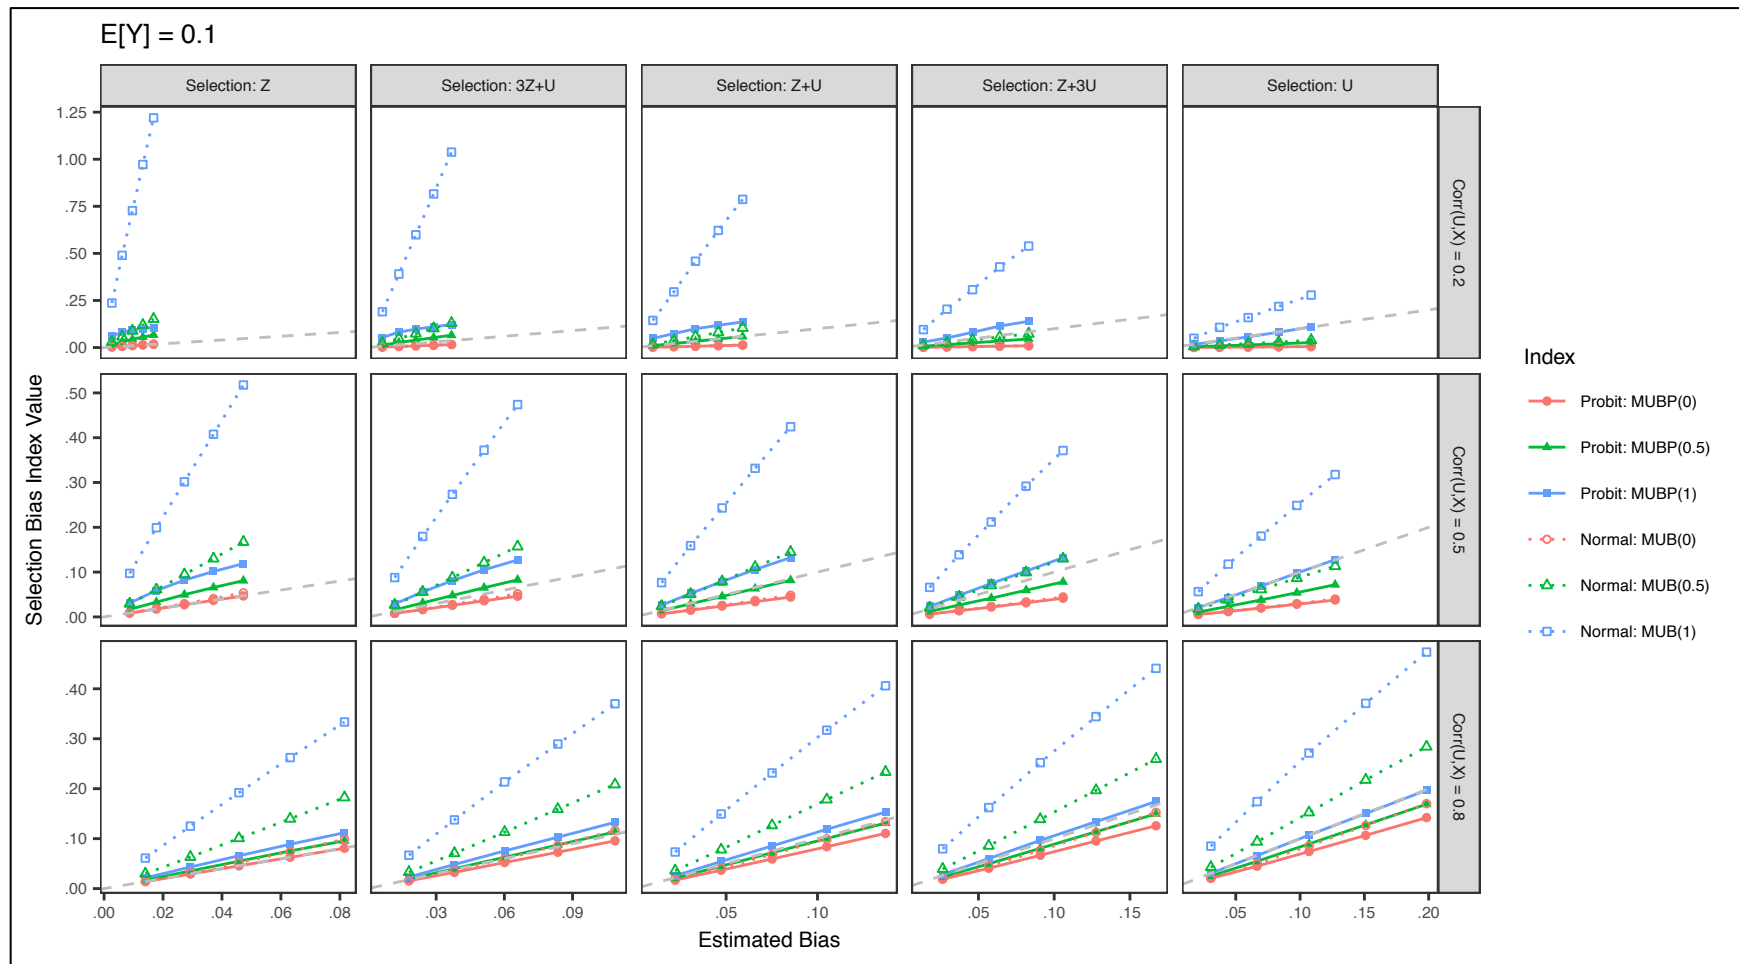 E[Y] = 0.1
Selection: Z
Selection: 3Z+U
Selection: Z+U
Selection: Z+3U
Selection: U
1.25
1.00
.75
.50
.25
.00
Corr(U,X) = 0.2
.50
.40
.30
.20
.10
.00
Corr(U,X) = 0.5
.40
.30
.20
.10
.00
Corr(U,X) = 0.8
Selection Bias Index Value
.00 .02 .04 .06 .08
.03 .06 .09
.05 .10
.05 .10 .15
.05 .10 .15 .20
Estimated Bias
Index
Probit: MUBP(0)
Probit: MUBP(0.5)
Probit: MUBP(1)
Normal: MUB(0)
Normal: MUB(0.5)
Normal: MUB(1)